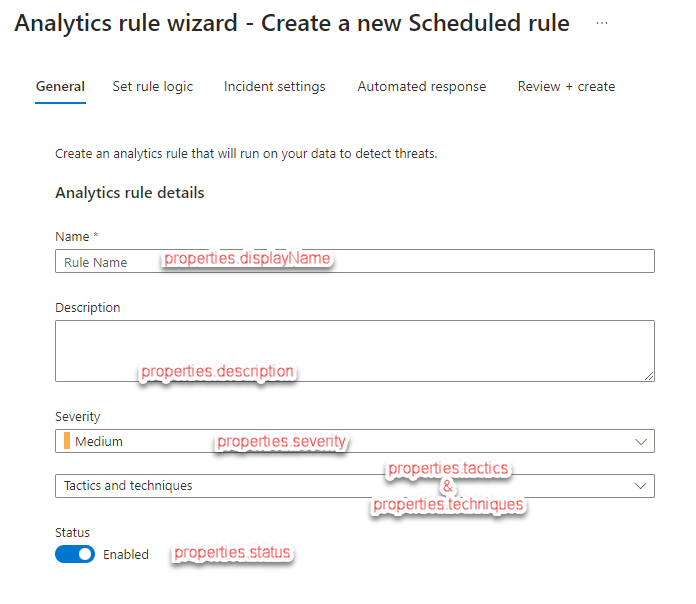 Analytics rule wizard - Create a new Scheduled rule ...
General Set rule logic Incident settings Automated response Review + create
Create an analytics rule that will run on your data to detect threats.
Analytics rule details
Name *
Rule Name properties.displayName
Description
properties.description
Severity
Medium properties.severity
properties.tactics
Tactics and techniques &
properties.techniques
Status
Enabled properties.status